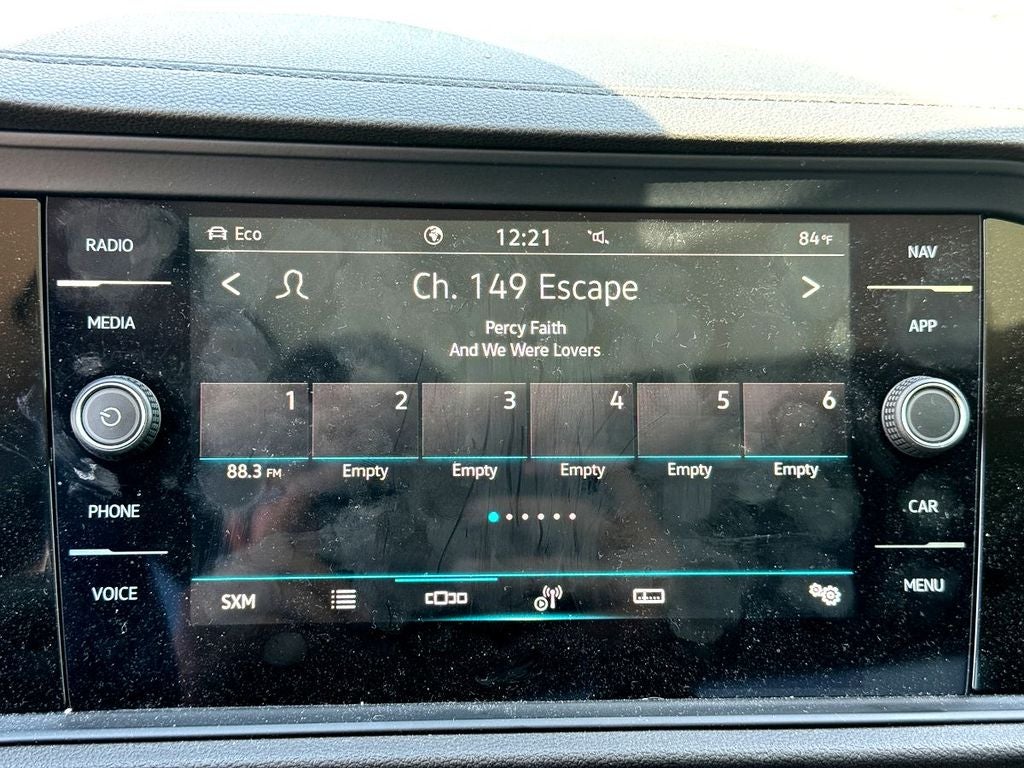 RADIO
MEDIA
PHONE
VOICE
Eco 12:21 84°F
< Ch. 149 Escape >
Percy Faith
And We Were Lovers
1 2 3 4 5 6
88.3 FM Empty Empty Empty Empty Empty
SXM
NAV
APP
CAR
MENU